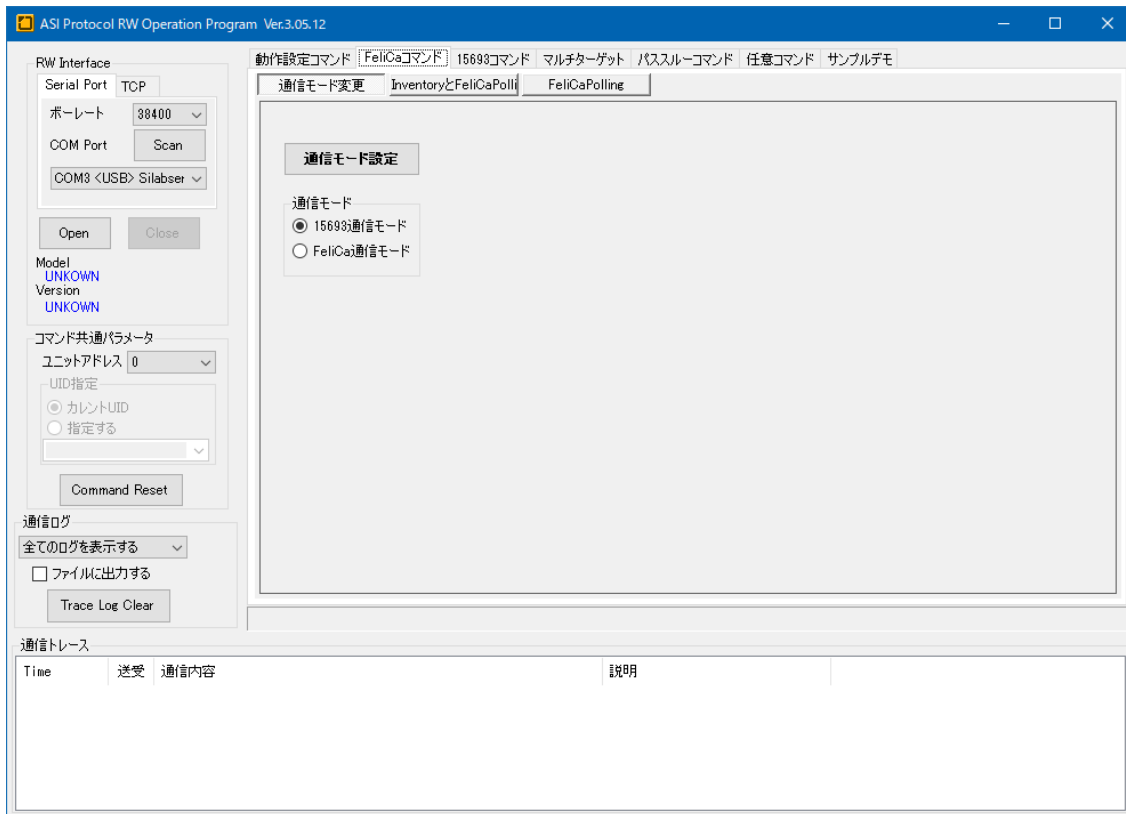 ASI Protocol RW Operation Program Ver.3.05.12
RW Interface
Serial Port TCP
ボーレート 38400
COM Port Scan
COM3 <USB> Silabser
Open Close
Model
UNKOWN
Version
UNKOWN
コマンド共通パラメータ
ユニットアドレス 0
UID指定
カレントUID
指定する
Command Reset
通信ログ
全てのログを表示する
ファイルに出力する
Trace Log Clear
動作設定コマンド FeliCaコマンド 15693コマンド マルチターゲット パススルーコマンド 任意コマンド サンプルデモ
通信モード変更 InventoryとFeliCaPolli FeliCaPolling
通信モード設定
通信モード
15693通信モード
FeliCa通信モード
通信トレース
Time 送受 通信内容 説明